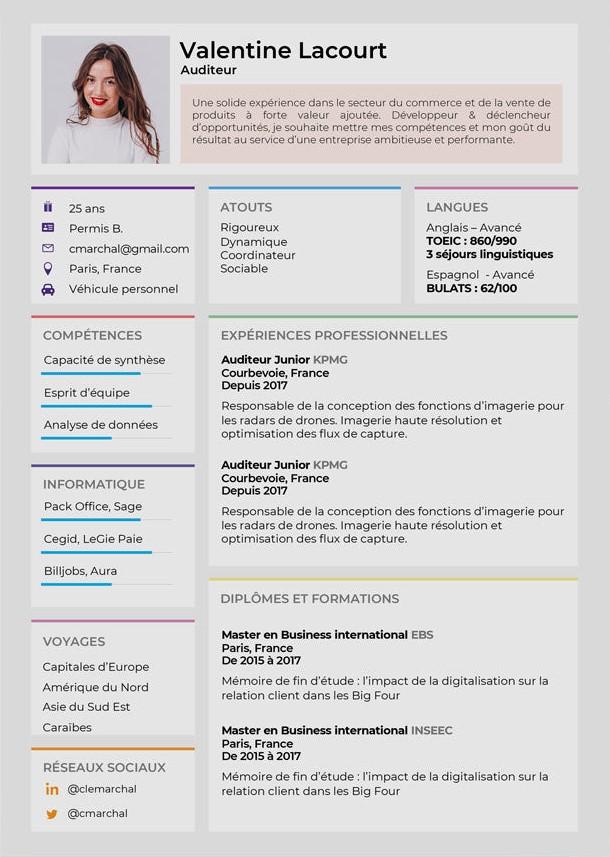 Valentine Lacourt
Auditeur
Une solide expérience dans le secteur du commerce et de la vente de
produits à forte valeur ajoutée. Développeur & déclencheur
d'opportunités, je souhaite mettre mes compétences et mon goût du
résultat au service d'une entreprise ambitieuse et performante.
25 ans
Permis B.
cmarchal@gmail.com
Paris, France
Véhicule personnel
ATOUTS
Rigoureux
Dynamique
Coordinateur
Sociable
LANGUES
Anglais – Avancé
TOEIC : 860/990
3 séjours linguistiques
Espagnol - Avancé
BULATS : 62/100
COMPÉTENCES
Capacité de synthèse
Esprit d'équipe
Analyse de données
INFORMATIQUE
Pack Office, Sage
Cegid, LeGie Paie
Billjobs, Aura
VOYAGES
Capitales d'Europe
Amérique du Nord
Asie du Sud Est
Caraïbes
RÉSEAUX SOCIAUX
in @clemarchal
@cmarchal
EXPÉRIENCES PROFESSIONNELLES
Auditeur Junior KPMG
Courbevoie, France
Depuis 2017
Responsable de la conception des fonctions d'imagerie pour
les radars de drones. Imagerie haute résolution et
optimisation des flux de capture.
Auditeur Junior KPMG
Courbevoie, France
Depuis 2017
Responsable de la conception des fonctions d'imagerie pour
les radars de drones. Imagerie haute résolution et
optimisation des flux de capture.
DIPLÔMES ET FORMATIONS
Master en Business international EBS
Paris, France
De 2015 à 2017
Mémoire de fin d'étude : l'impact de la digitalisation sur la
relation client dans les Big Four
Master en Business international INSEEC
Paris, France
De 2015 à 2017
Mémoire de fin d'étude : l'impact de la digitalisation sur la
relation client dans les Big Four